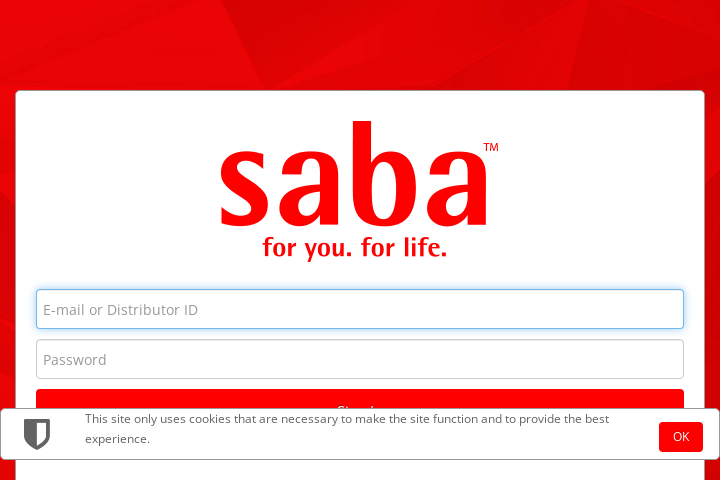 saba™
for you. for life.
E-mail or Distributor ID
Password
This site only uses cookies that are necessary to make the site function and to provide the best
experience.
OK